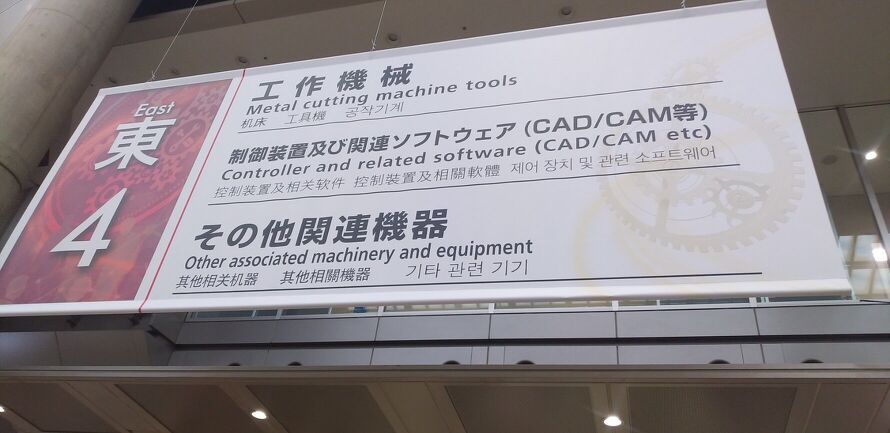 East
東
4
工作機械
Metal cutting machine tools
机床 工具機 공작기계
制御装置及び関連ソフトウェア (CAD/CAM等)
Controller and related software (CAD/CAM etc)
控制装置及相关软件 控制裝置及相關軟體 제어 장치 및 관련 소프트웨어
その他関連機器
Other associated machinery and equipment
其他相关机器 其他相關機器 기타 관련 기기